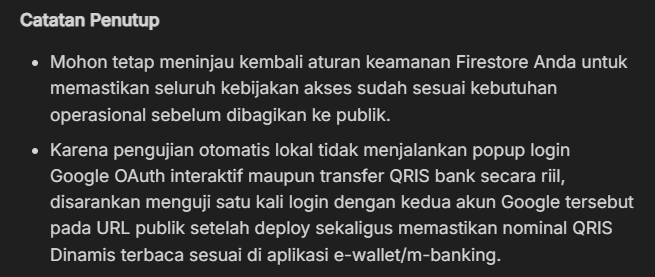 Catatan Penutup
• Mohon tetap meninjau kembali aturan keamanan Firestore Anda untuk
memastikan seluruh kebijakan akses sudah sesuai kebutuhan
operasional sebelum dibagikan ke publik.
• Karena pengujian otomatis lokal tidak menjalankan popup login
Google OAuth interaktif maupun transfer QRIS bank secara riil,
disarankan menguji satu kali login dengan kedua akun Google tersebut
pada URL publik setelah deploy sekaligus memastikan nominal QRIS
Dinamis terbaca sesuai di aplikasi e-wallet/m-banking.